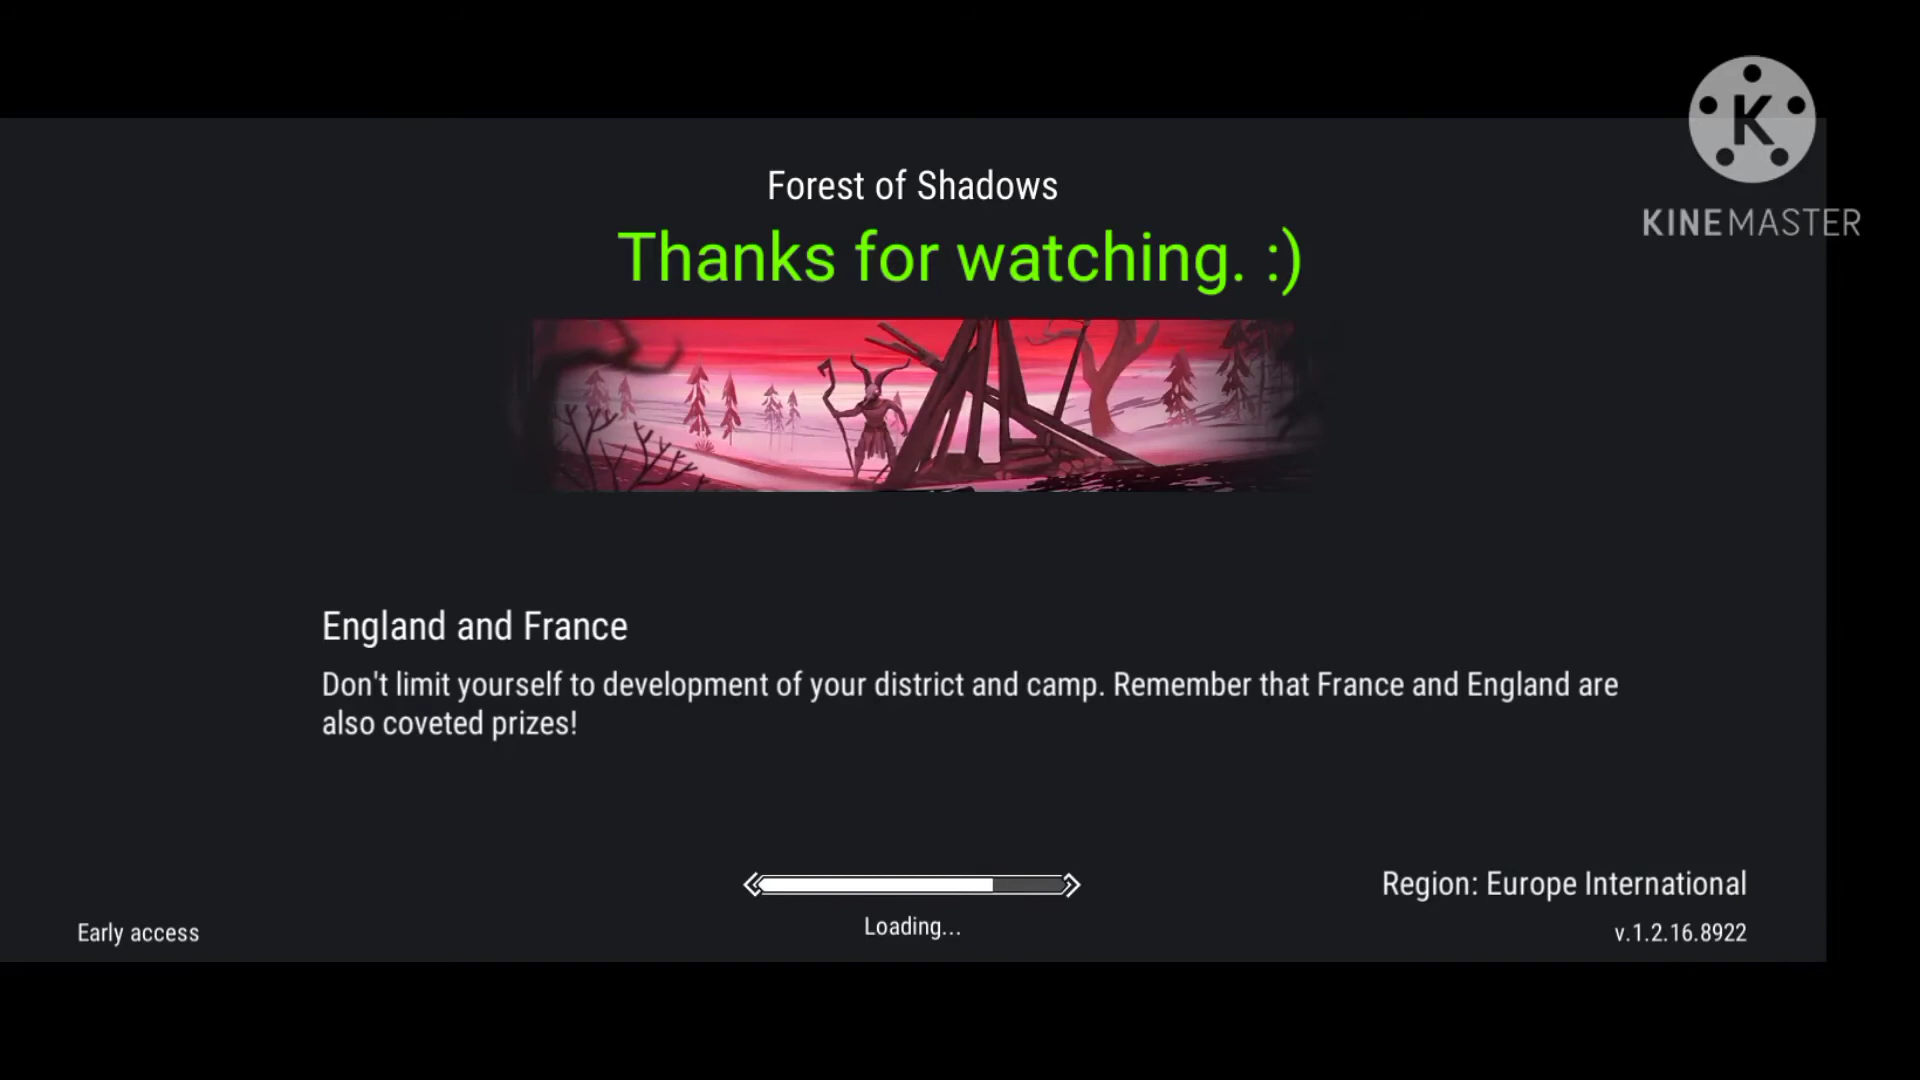 K
KINEMASTER
Forest of Shadows
Thanks for watching. :)
England and France
Don't limit yourself to development of your district and camp. Remember that France and England are
also coveted prizes!
Region: Europe International
Loading...
Early access
v.1.2.16.8922